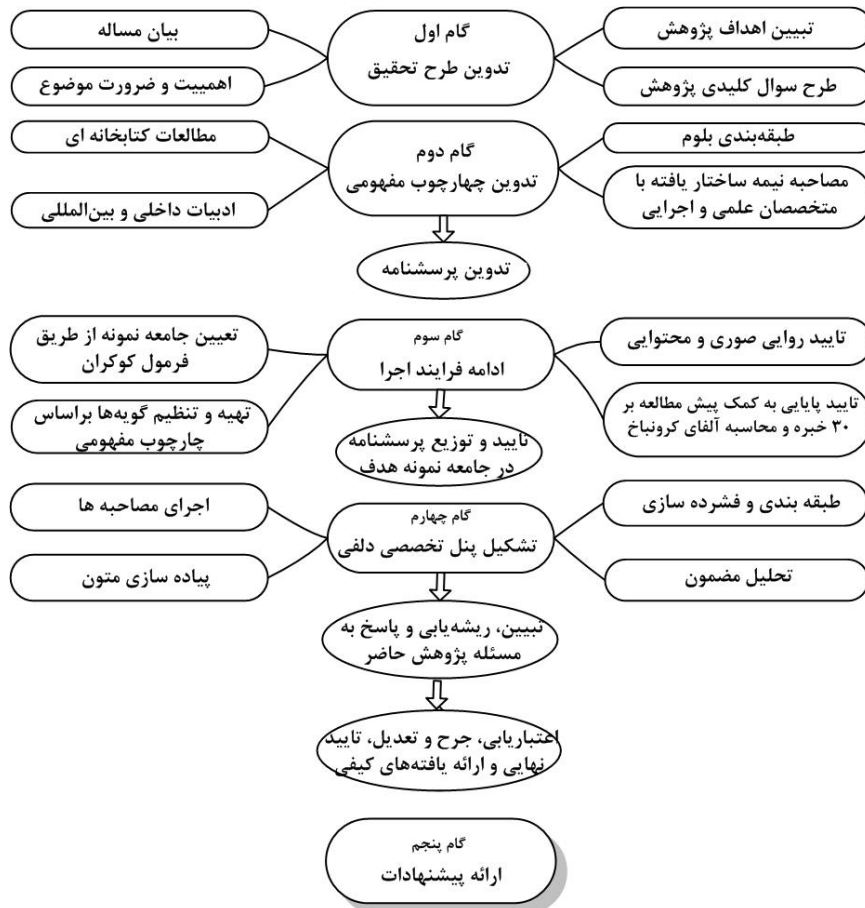 گام اول
تدوین طرح تحقیق
تبیین اهداف پژوهش
طرح سوال کلیدی پژوهش
بیان مساله
اهمییت و ضرورت موضوع
گام دوم
تدوین چهارچوب مفهومی
طبقه‌بندی بلوم
مصاحبه نیمه ساختار یافته با
متخصصان علمی و اجرایی
مطالعات کتابخانه ای
ادبیات داخلی و بین‌المللی
تدوین پرسشنامه
گام سوم
ادامه فرایند اجرا
تایید روایی صوری و محتوایی
تایید پایایی به کمک پیش مطالعه بر
۳۰ خبره و محاسبه آلفای کرونباخ
تعیین جامعه نمونه از طریق
فرمول کوکران
تهیه و تنظیم گویه‌ها براساس
چارچوب مفهومی
تایید و توزیع پرسشنامه
در جامعه نمونه هدف
گام چهارم
تشکیل پنل تخصصی دلفی
طبقه بندی و فشرده سازی
تحلیل مضمون
اجرای مصاحبه ها
پیاده سازی متون
تبیین، ریشه‌یابی و پاسخ به
مسئله پژوهش حاضر
اعتباریابی، جرح و تعدیل، تایید
نهایی و ارائه یافته‌های کیفی
گام پنجم
ارائه پیشنهادات